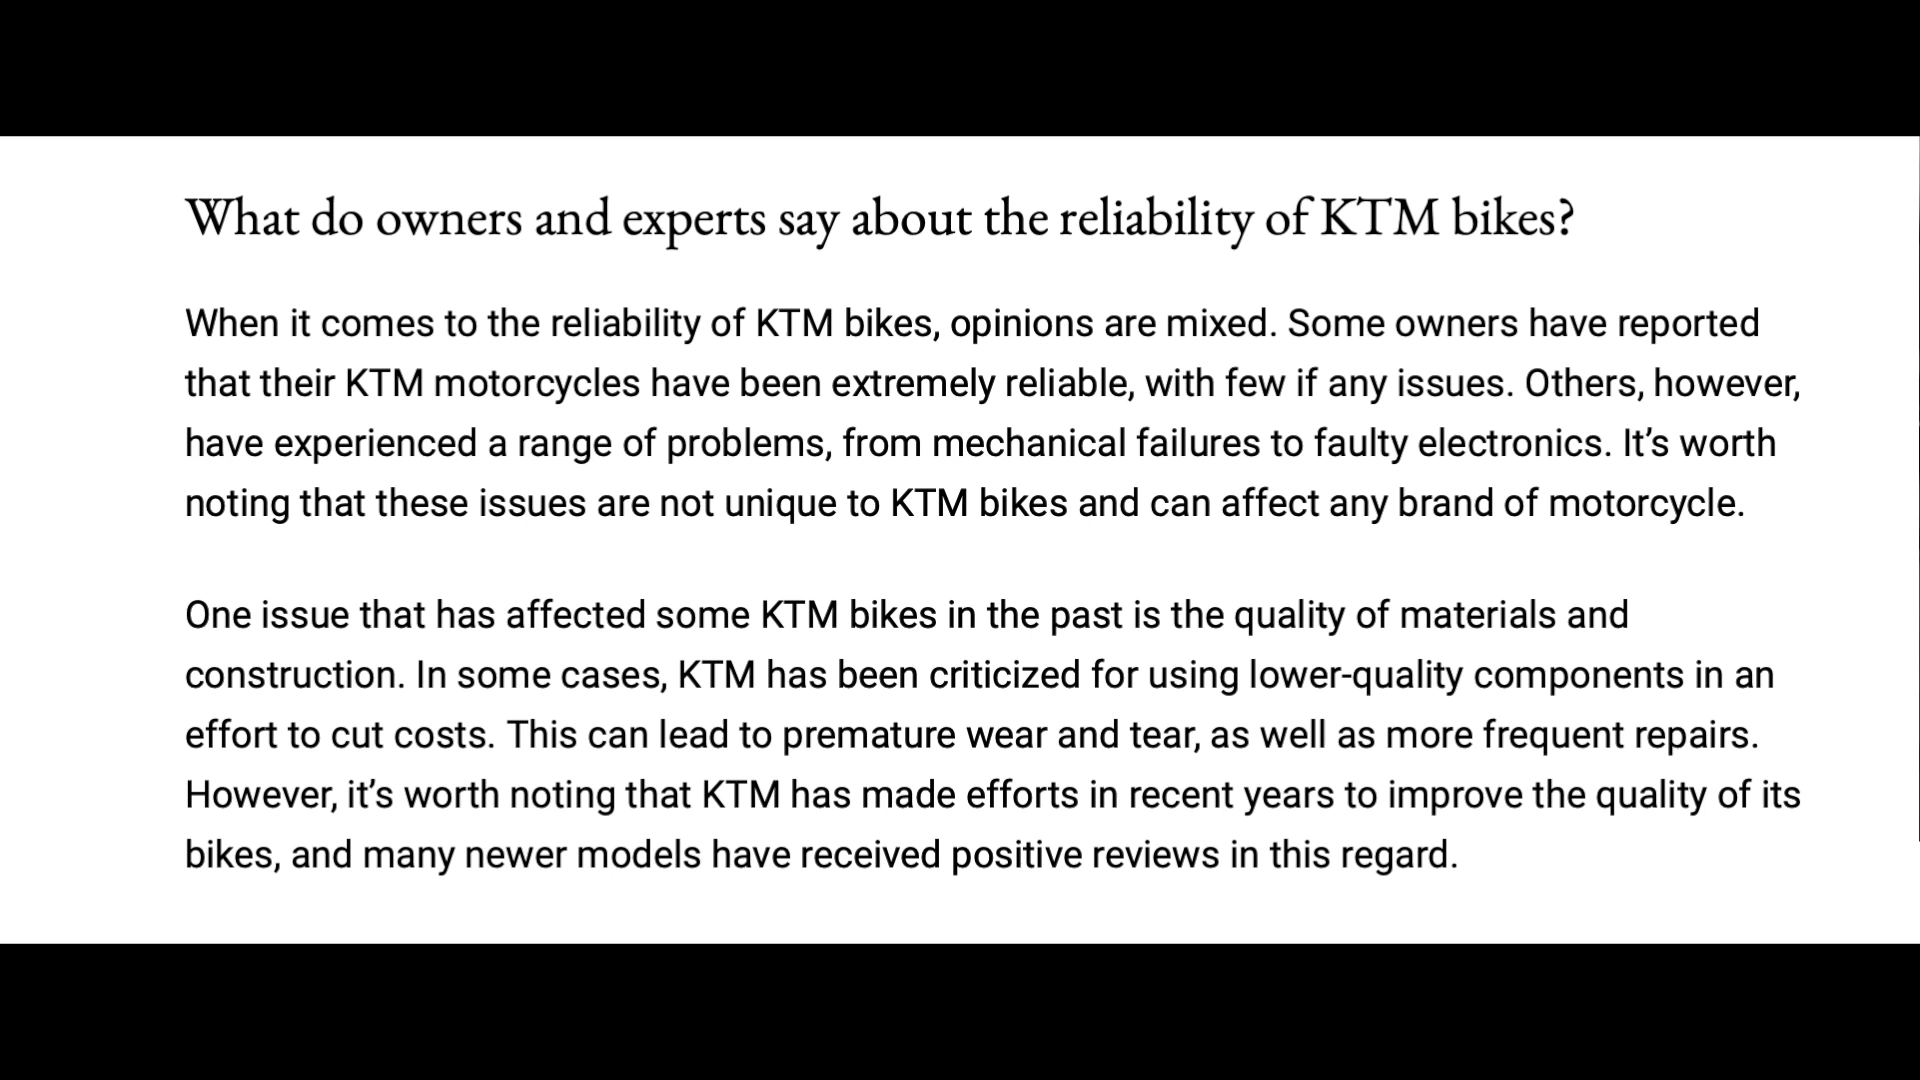 What do owners and experts say about the reliability of KTM bikes?
When it comes to the reliability of KTM bikes, opinions are mixed. Some owners have reported
that their KTM motorcycles have been extremely reliable, with few if any issues. Others, however,
have experienced a range of problems, from mechanical failures to faulty electronics. It’s worth
noting that these issues are not unique to KTM bikes and can affect any brand of motorcycle.
One issue that has affected some KTM bikes in the past is the quality of materials and
construction. In some cases, KTM has been criticized for using lower-quality components in an
effort to cut costs. This can lead to premature wear and tear, as well as more frequent repairs.
However, it’s worth noting that KTM has made efforts in recent years to improve the quality of its
bikes, and many newer models have received positive reviews in this regard.